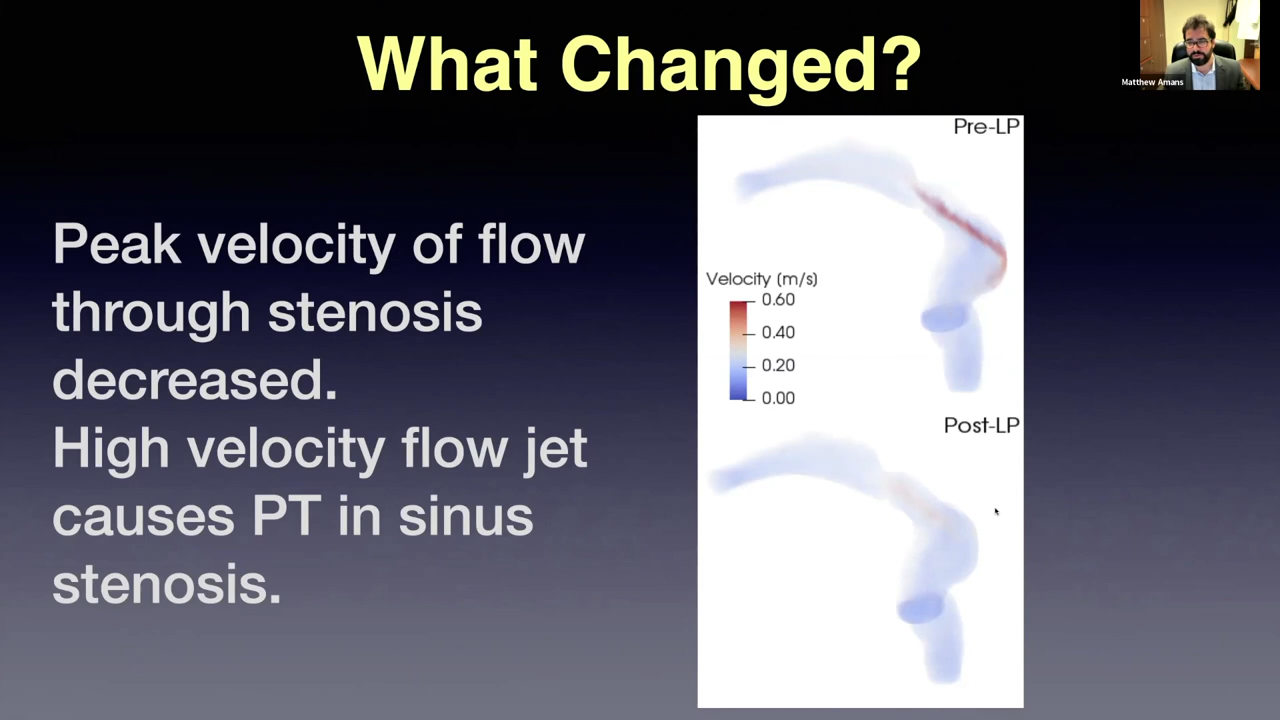 What Changed?
Matthew Amans
Peak velocity of flow
through stenosis
decreased.
High velocity flow jet
causes PT in sinus
stenosis.
Pre-LP
Velocity (m/s)
0.60
0.40
0.20
0.00
Post-LP